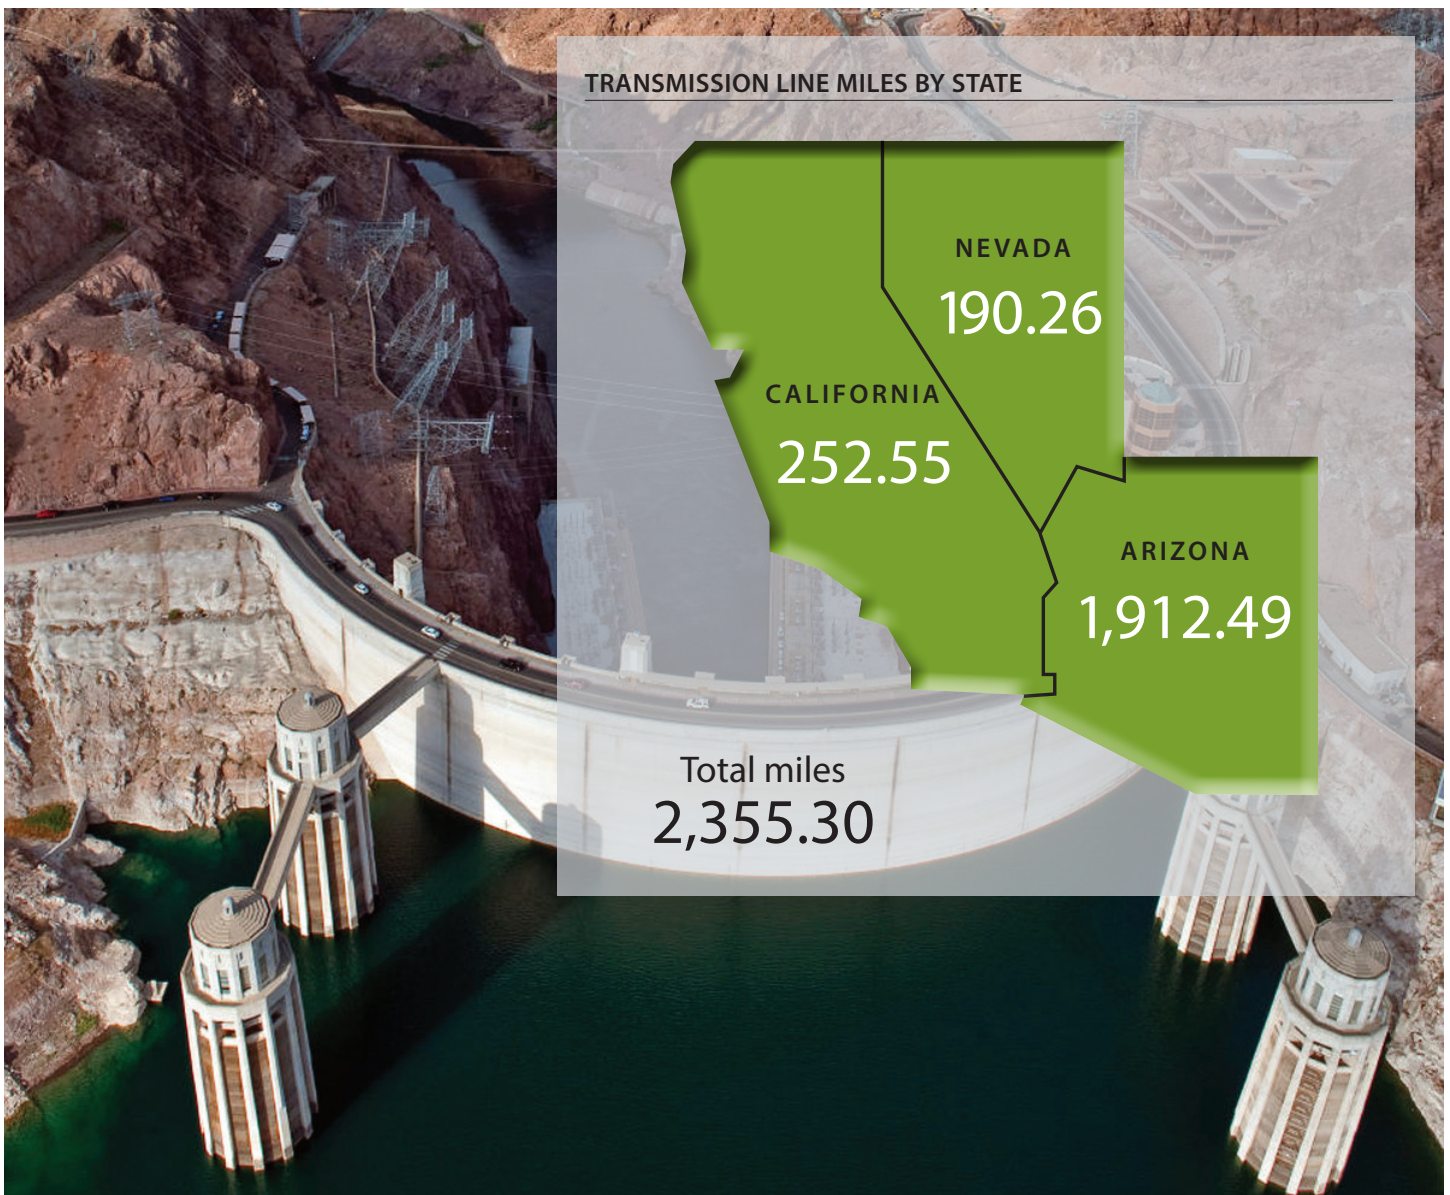 TRANSMISSION LINE MILES BY STATE
NEVADA
190.26
CALIFORNIA
252.55
ARIZONA
1,912.49
Total miles
2,355.30